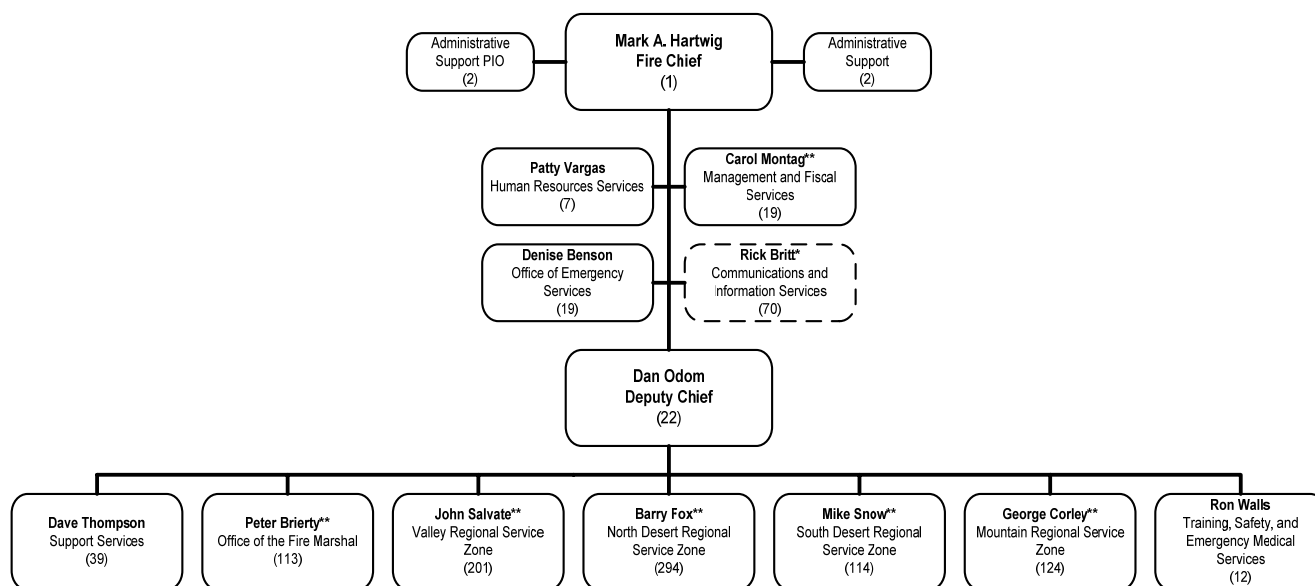 Administrative
Support PIO
(2)
Mark A. Hartwig
Fire Chief
(1)
Administrative
Support
(2)
Patty Vargas
Human Resources Services
(7)
Carol Montag**
Management and Fiscal
Services
(19)
Denise Benson
Office of Emergency
Services
(19)
Rick Britt*
Communications and
Information Services
(70)
Dan Odom
Deputy Chief
(22)
Dave Thompson
Support Services
(39)
Peter Brierty**
Office of the Fire Marshal
(113)
John Salvate**
Valley Regional Service
Zone
(201)
Barry Fox**
North Desert Regional
Service Zone
(294)
Mike Snow**
South Desert Regional
Service Zone
(114)
George Corley**
Mountain Regional Service
Zone
(124)
Ron Walls
Training, Safety, and
Emergency Medical
Services
(12)